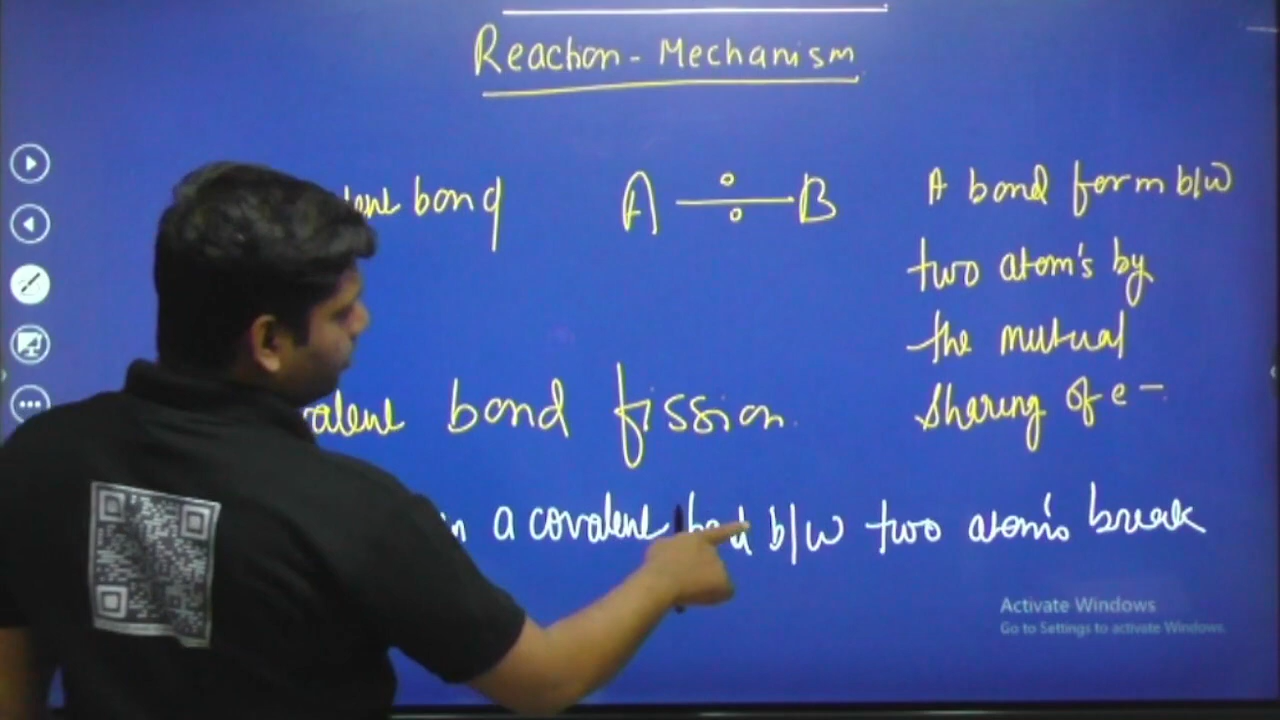 Reaction - Mechanism
bond A B A bond form b/w
two atom's by
the mutual
bond fission. sharing of e-
a covalent b/w two atom's break
Activate Windows
Go to Settings to activate Windows.